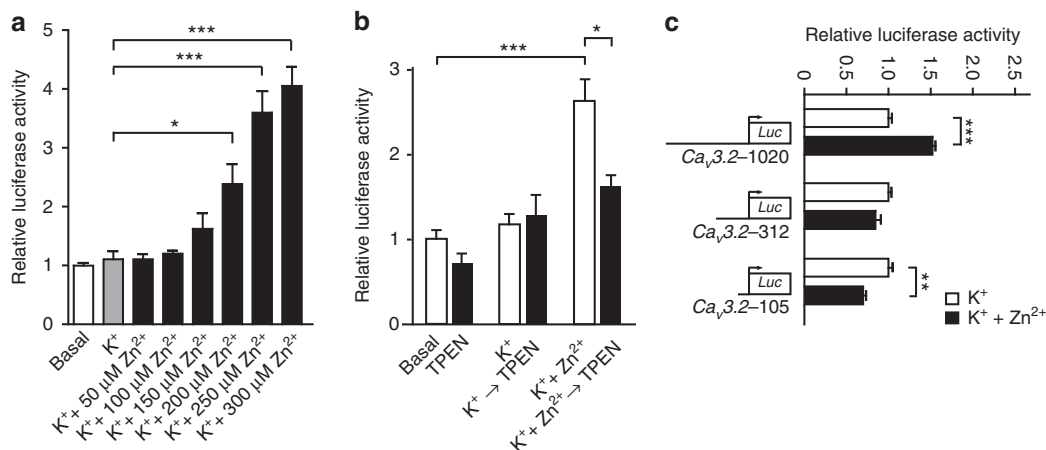 a
Relative luciferase activity
5
4
3
2
1
0
***
***
*
Basal
K⁺
K⁺ + 50 µM Zn²⁺
K⁺ + 100 µM Zn²⁺
K⁺ + 150 µM Zn²⁺
K⁺ + 200 µM Zn²⁺
K⁺ + 250 µM Zn²⁺
K⁺ + 300 µM Zn²⁺
b
Relative luciferase activity
3
2
1
0
***
*
Basal
TPEN
K⁺
K⁺ → TPEN
K⁺ + Zn²⁺
K⁺ + Zn²⁺ → TPEN
c
Relative luciferase activity
0
0.5
1.0
1.5
2.0
2.5
Luc
Caᵥ3.2–1020
***
Luc
Caᵥ3.2–312
Luc
Caᵥ3.2–105
**
K⁺
K⁺ + Zn²⁺